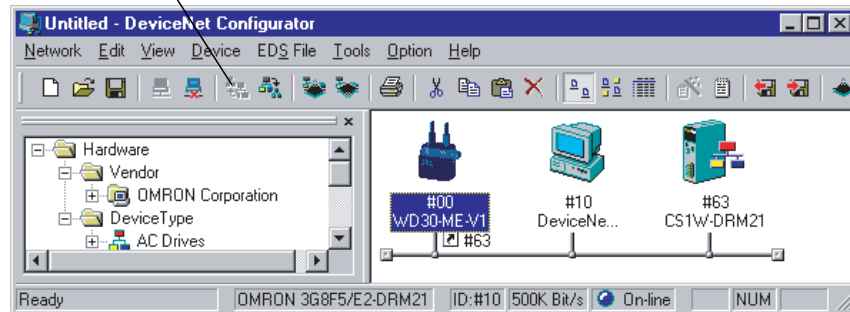 Untitled - DeviceNet Configurator
Network Edit View Device EDS File Tools Option Help
Hardware
Vendor
OMRON Corporation
DeviceType
AC Drives
#00
WD30-ME-V1
#63
#10
DeviceNe...
#63
CS1W-DRM21
Ready
OMRON 3G8F5/E2-DRM21
ID:#10
500K Bit/s
On-line
NUM